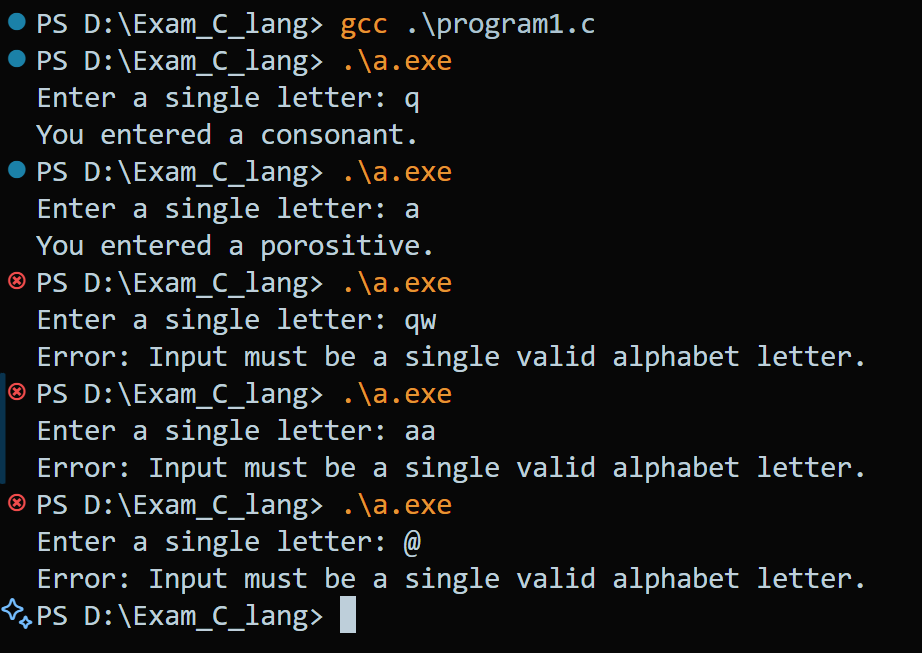 PS D:\Exam_C_lang> gcc .\program1.c
PS D:\Exam_C_lang> .\a.exe
Enter a single letter: q
You entered a consonant.
PS D:\Exam_C_lang> .\a.exe
Enter a single letter: a
You entered a porositive.
PS D:\Exam_C_lang> .\a.exe
Enter a single letter: qw
Error: Input must be a single valid alphabet letter.
PS D:\Exam_C_lang> .\a.exe
Enter a single letter: aa
Error: Input must be a single valid alphabet letter.
PS D:\Exam_C_lang> .\a.exe
Enter a single letter: @
Error: Input must be a single valid alphabet letter.
PS D:\Exam_C_lang>